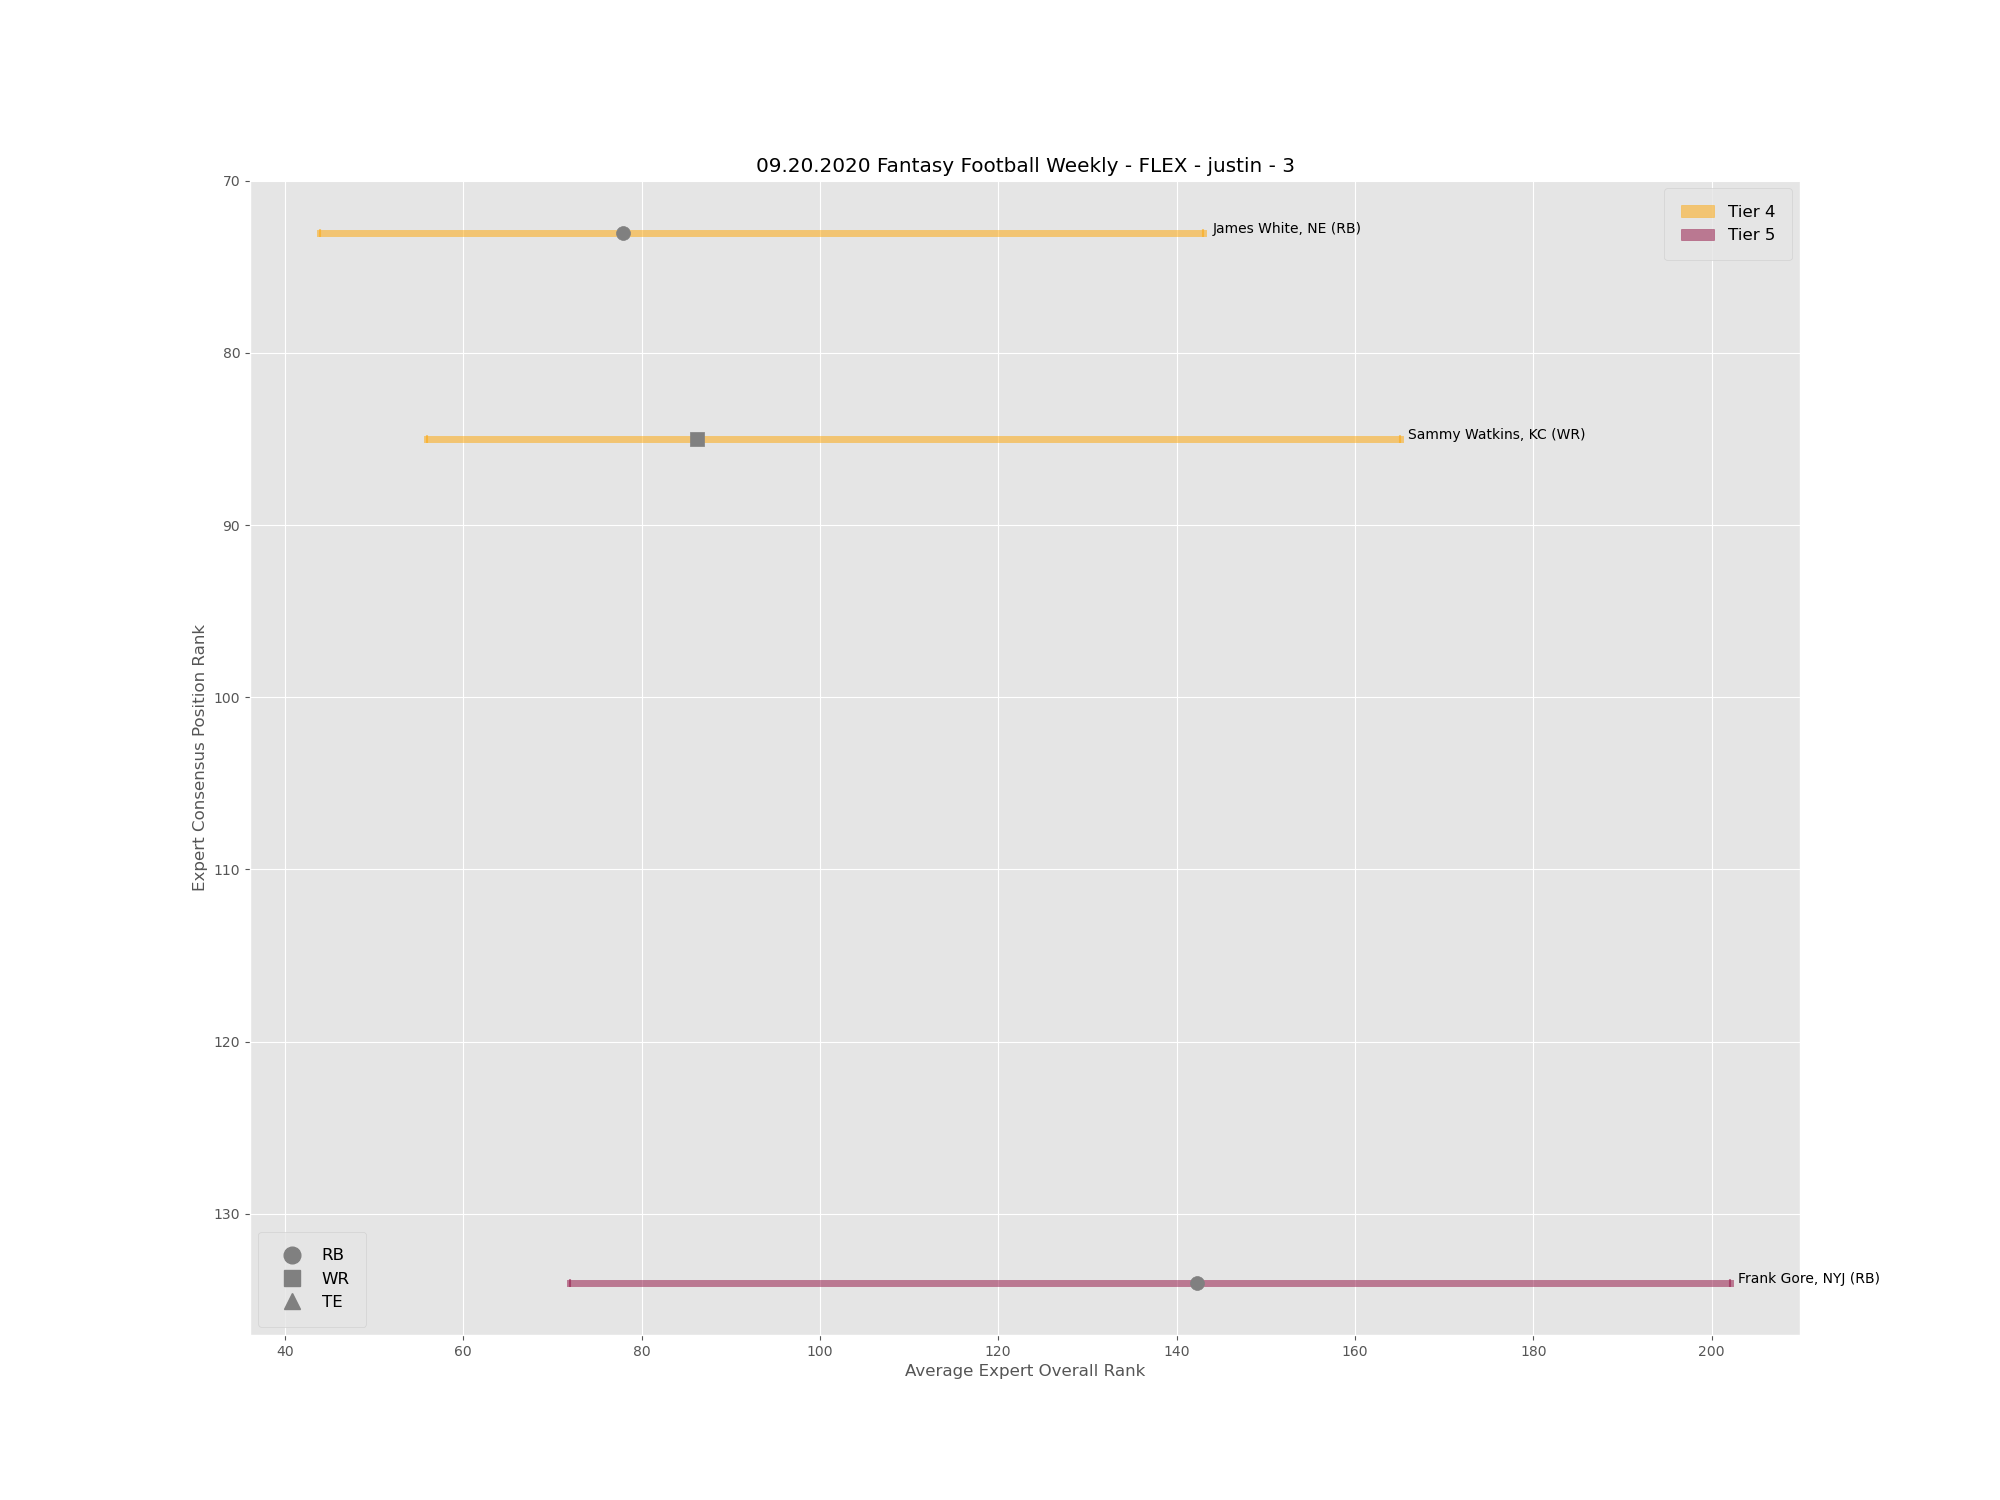 09.20.2020 Fantasy Football Weekly - FLEX - justin - 3
70
80
90
100
110
120
130
Expert Consensus Position Rank
James White, NE (RB)
Sammy Watkins, KC (WR)
Frank Gore, NYJ (RB)
Tier 4
Tier 5
RB
WR
TE
40 60 80 100 120 140 160 180 200
Average Expert Overall Rank